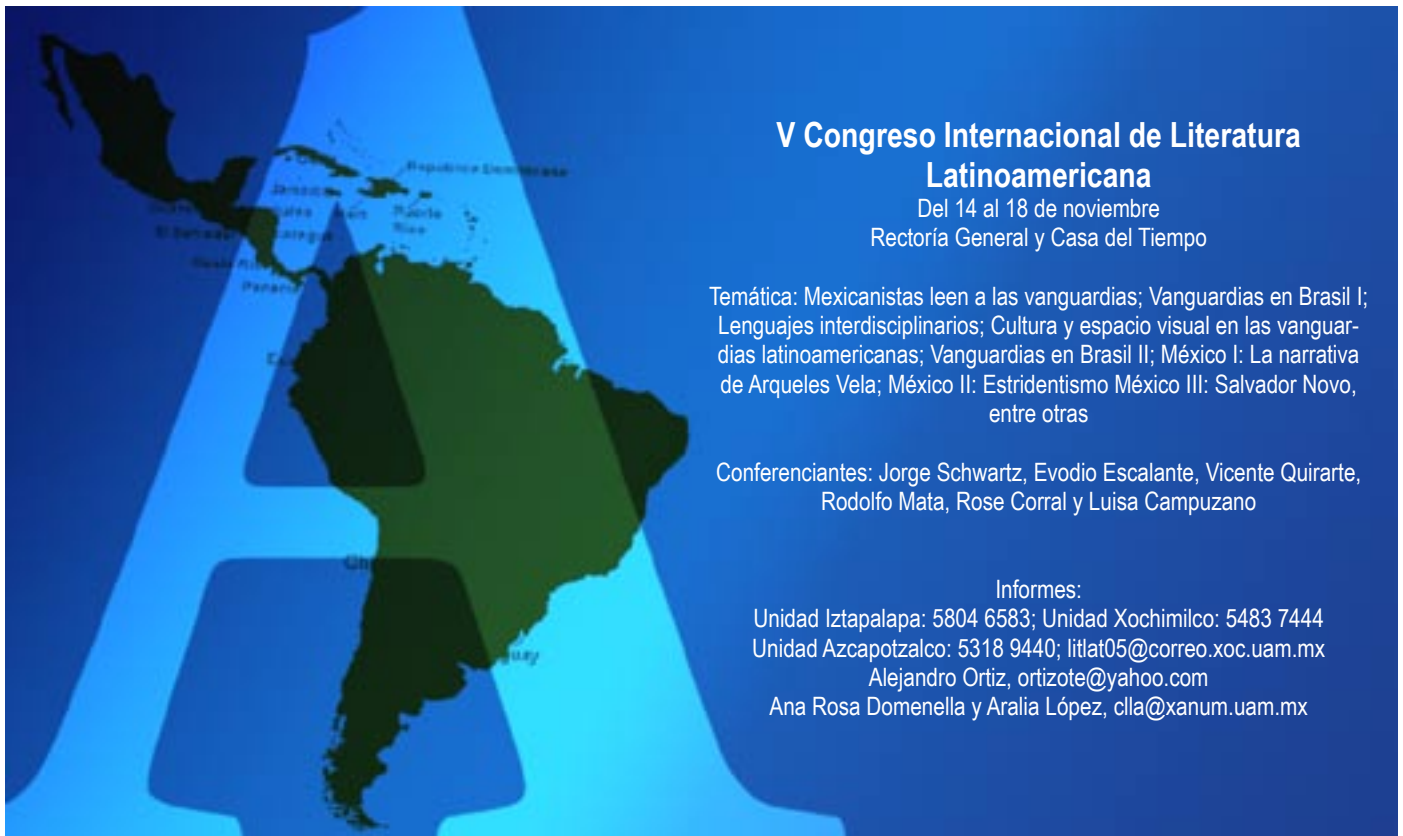 V Congreso Internacional de Literatura
Latinoamericana
Del 14 al 18 de noviembre
Rectoría General y Casa del Tiempo
Temática: Mexicanistas leen a las vanguardias; Vanguardias en Brasil I;
Lenguajes interdisciplinarios; Cultura y espacio visual en las vanguar-
dias latinoamericanas; Vanguardias en Brasil II; México I: La narrativa
de Arqueles Vela; México II: Estridentismo México III: Salvador Novo,
entre otras
Conferenciantes: Jorge Schwartz, Evodio Escalante, Vicente Quirarte,
Rodolfo Mata, Rose Corral y Luisa Campuzano
Informes:
Unidad Iztapalapa: 5804 6583; Unidad Xochimilco: 5483 7444
Unidad Azcapotzalco: 5318 9440; litlat05@correo.xoc.uam.mx
Alejandro Ortiz, ortizote@yahoo.com
Ana Rosa Domenella y Aralia López, clla@xanum.uam.mx
A
Republica Dominicana
Jamaica
Puerto
Rico
El Salvador
Panama